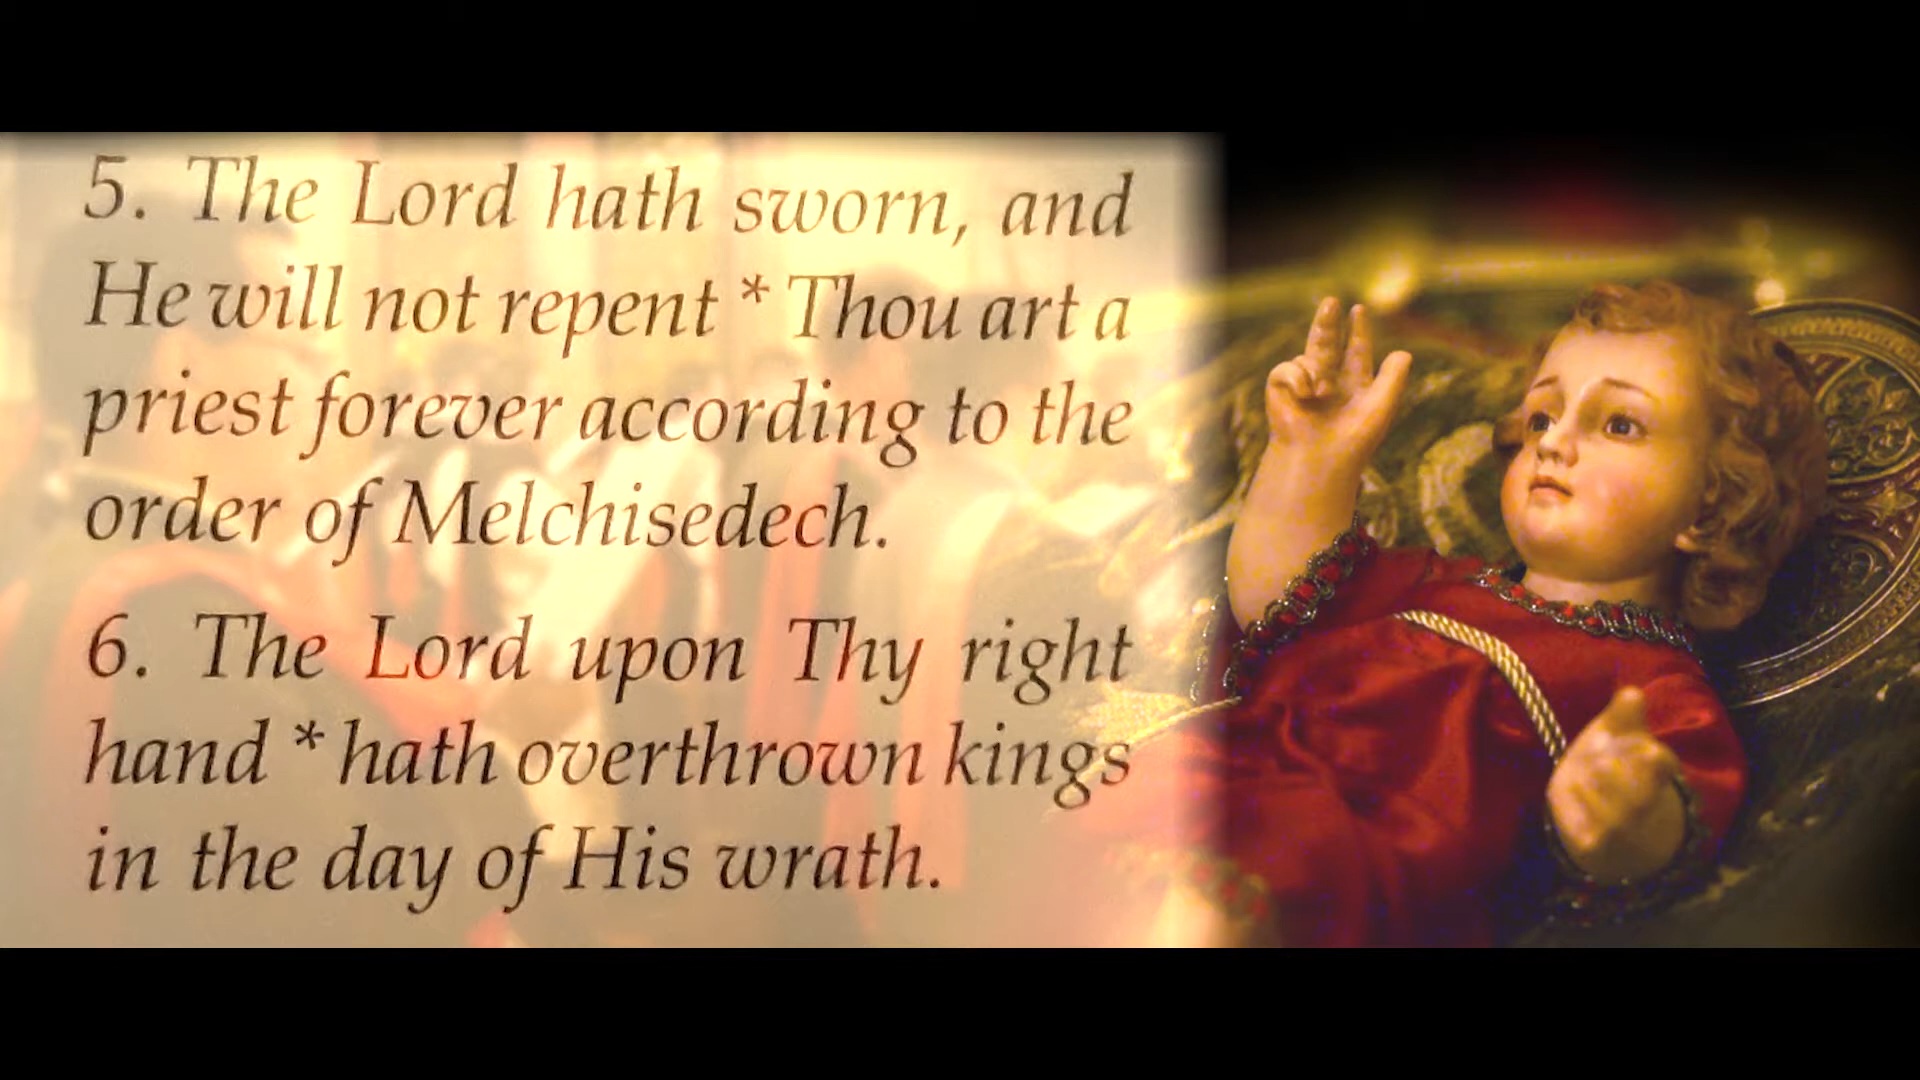 5. The Lord hath sworn, and
He will not repent * Thou art a
priest forever according to the
order of Melchisedech.
6. The Lord upon Thy right
hand * hath overthrown kings
in the day of His wrath.